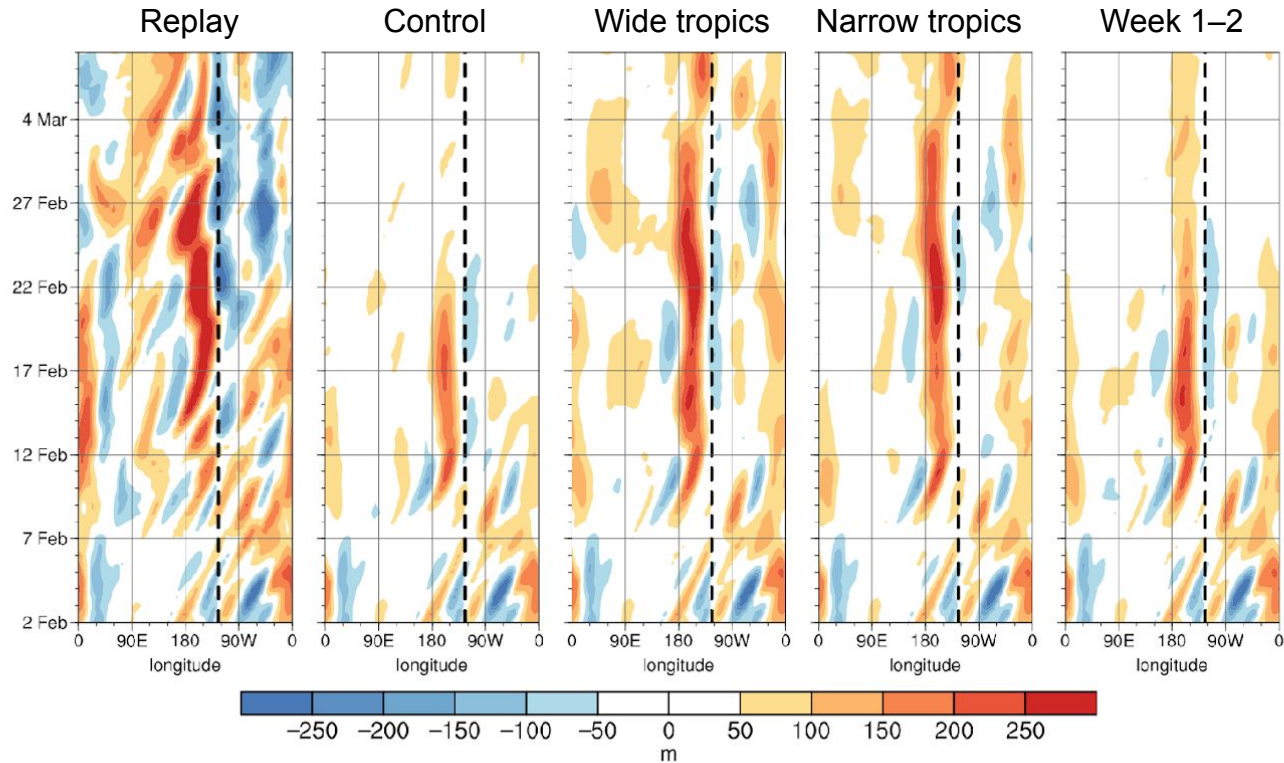 Replay Control Wide tropics Narrow tropics Week 1–2
4 Mar
27 Feb
22 Feb
17 Feb
12 Feb
7 Feb
2 Feb
0 90E 180 90W 0 0 90E 180 90W 0 0 90E 180 90W 0 0 90E 180 90W 0 0 90E 180 90W 0
longitude longitude longitude longitude longitude
−250 −200 −150 −100 −50 0 50 100 150 200 250
m